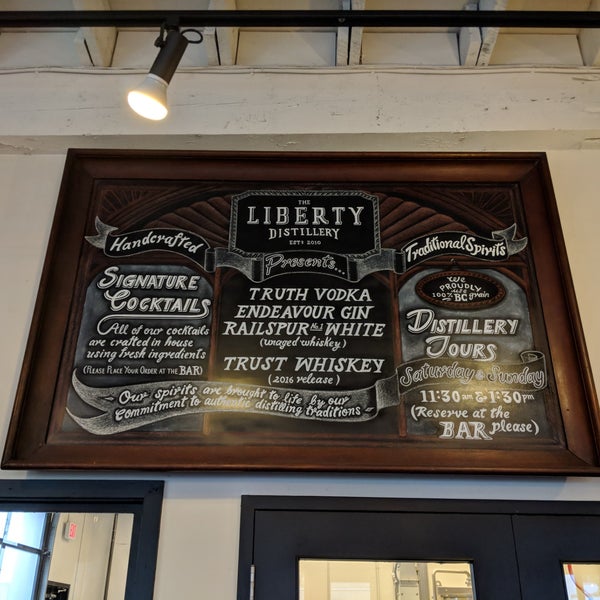 THE
LIBERTY
DISTILLERY
ESTD 2010
Handcrafted
Presents...
Traditional Spirits
SIGNATURE
COCKTAILS
All of our cocktails
are crafted in house
using fresh ingredients
(PLEASE PLACE YOUR ORDER AT THE BAR)
TRUTH VODKA
ENDEAVOUR GIN
RAILSPUR No.1 WHITE
(unaged whiskey)
TRUST WHISKEY
(2016 release)
Our spirits are brought to life by our
commitment to authentic distilling traditions
We
PROUDLY
use
100% BC grain
DISTILLERY
TOURS
Saturday & Sunday
11:30 am & 1:30 pm
(Reserve at the
BAR please)